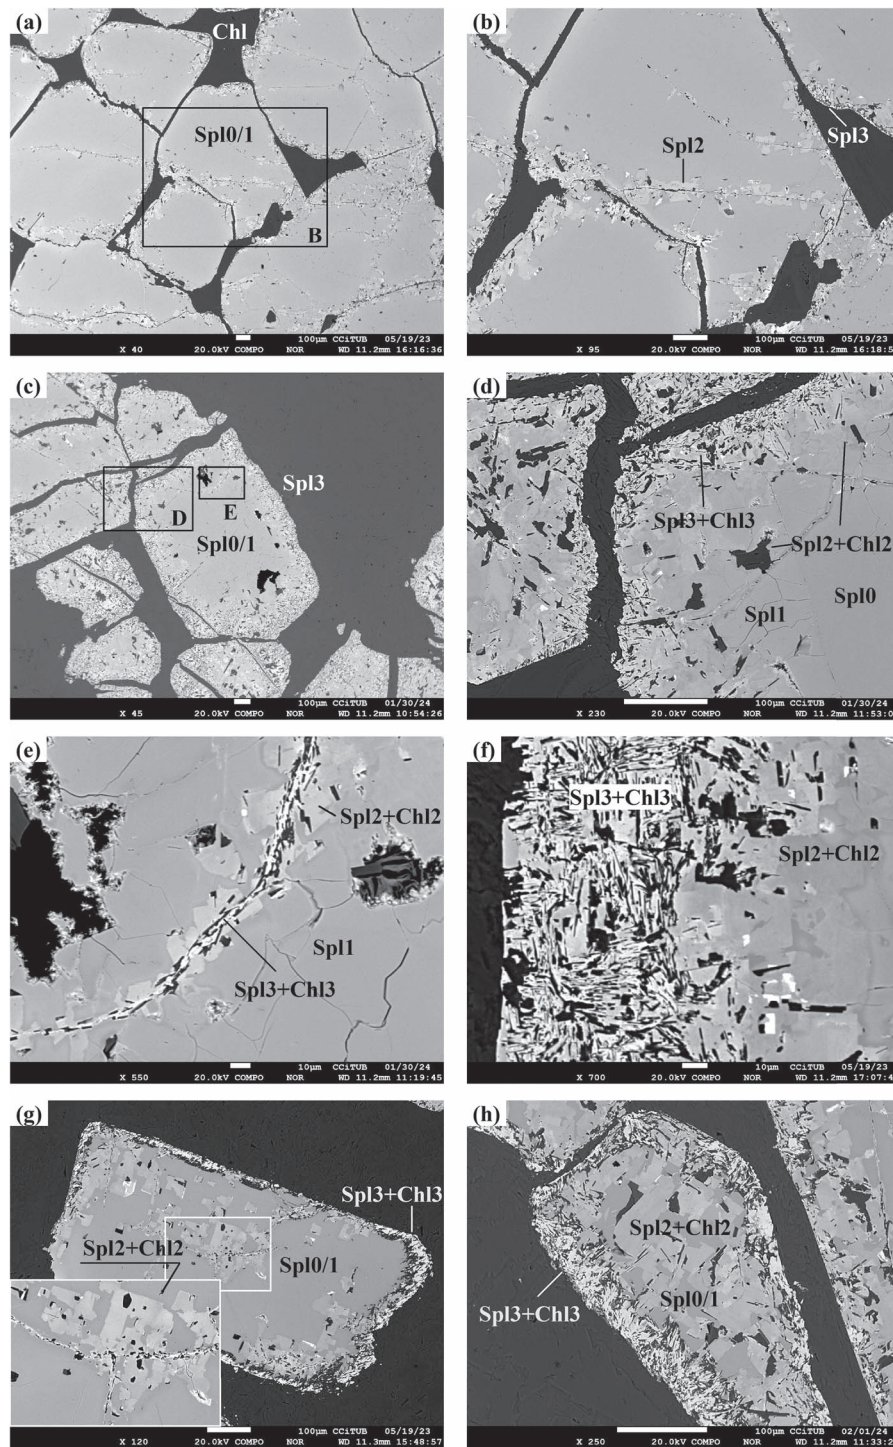 (a)
Chl
Spl0/1
B
X 40 20.0kV COMPO NOR 100μm CCiTUB 05/19/23 WD 11.2mm 16:16:36
(b)
Spl2
Spl3
X 95 20.0kV COMPO NOR 100μm CCiTUB 05/19/23 WD 11.2mm 16:18:5
(c)
Spl3
D
E
Spl0/1
X 45 20.0kV COMPO NOR 100μm CCiTUB 01/30/24 WD 11.2mm 10:54:26
(d)
Spl3+Chl3
Spl2+Chl2
Spl0
Spl1
X 230 20.0kV COMPO NOR 100μm CCiTUB 01/30/24 WD 11.2mm 11:53:0
(e)
Spl2+Chl2
Spl1
Spl3+Chl3
X 550 20.0kV COMPO NOR 10μm CCiTUB 01/30/24 WD 11.2mm 11:19:45
(f)
Spl3+Chl3
Spl2+Chl2
X 700 20.0kV COMPO NOR 10μm CCiTUB 05/19/23 WD 11.2mm 17:07:4
(g)
Spl3+Chl3
Spl2+Chl2
Spl0/1
X 120 20.0kV COMPO NOR 100μm CCiTUB 05/19/23 WD 11.3mm 15:48:57
(h)
Spl2+Chl2
Spl3+Chl3
Spl0/1
X 250 20.0kV COMPO NOR 100μm CCiTUB 02/01/24 WD 11.2mm 11:33:2